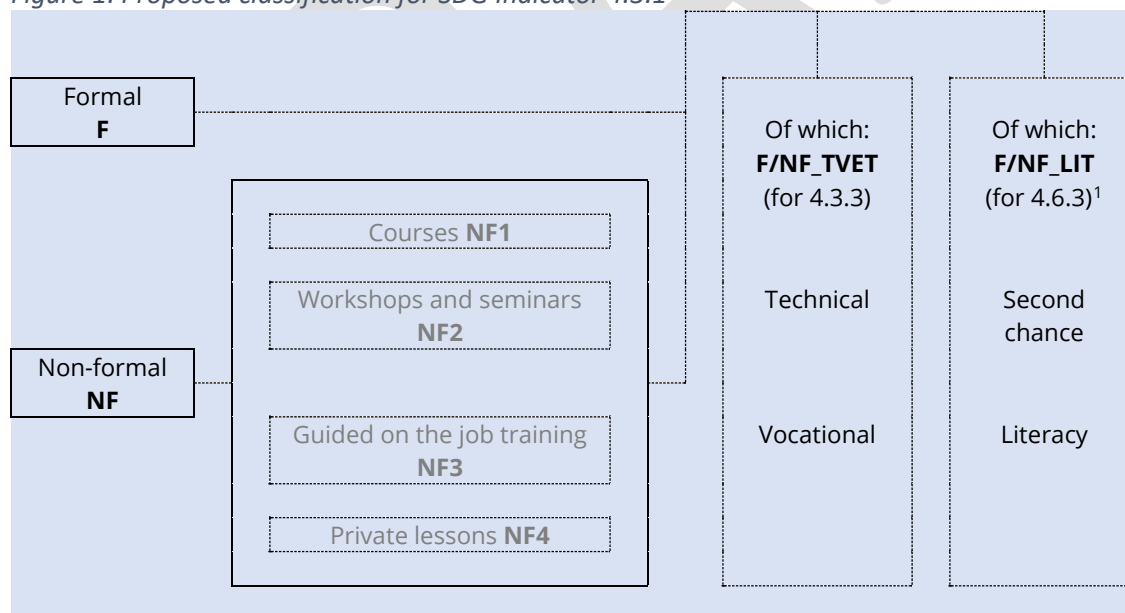 Figure 1. Proposed classification for SDG indicator 4.3.1
Formal
F
Non-formal
NF
Courses NF1
Workshops and seminars
NF2
Guided on the job training
NF3
Private lessons NF4
Of which:
F/NF_TVET
(for 4.3.3)
Technical
Vocational
Of which:
F/NF_LIT
(for 4.6.3)1
Second
chance
Literacy